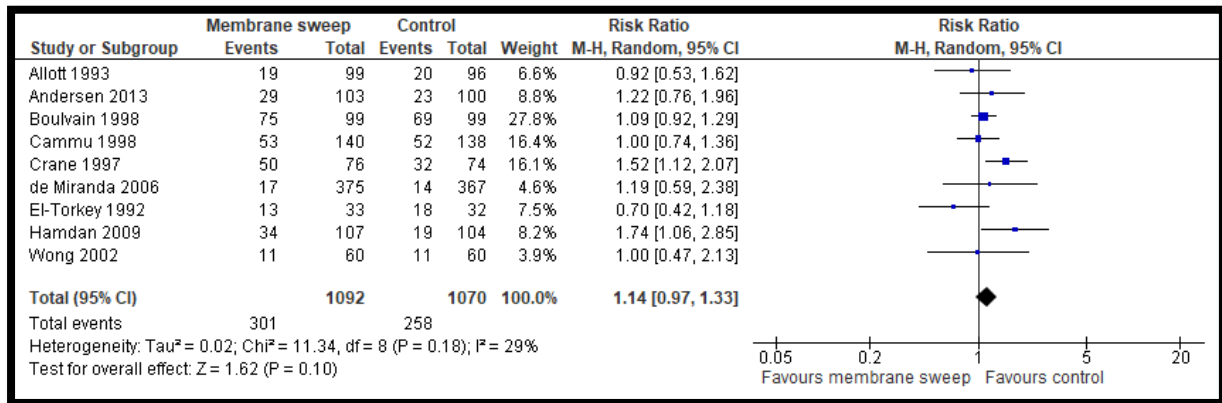 Membrane sweep Control Risk Ratio Risk Ratio
Study or Subgroup Events Total Events Total Weight M-H, Random, 95% CI M-H, Random, 95% CI
Allott 1993 19 99 20 96 6.6% 0.92 [0.53, 1.62]
Andersen 2013 29 103 23 100 8.8% 1.22 [0.76, 1.96]
Boulvain 1998 75 99 69 99 27.8% 1.09 [0.92, 1.29]
Cammu 1998 53 140 52 138 16.4% 1.00 [0.74, 1.36]
Crane 1997 50 76 32 74 16.1% 1.52 [1.12, 2.07]
de Miranda 2006 17 375 14 367 4.6% 1.19 [0.59, 2.38]
El-Torkey 1992 13 33 18 32 7.5% 0.70 [0.42, 1.18]
Hamdan 2009 34 107 19 104 8.2% 1.74 [1.06, 2.85]
Wong 2002 11 60 11 60 3.9% 1.00 [0.47, 2.13]
Total (95% CI) 1092 1070 100.0% 1.14 [0.97, 1.33]
Total events 301 258
Heterogeneity: Tau² = 0.02; Chi² = 11.34, df = 8 (P = 0.18); I² = 29%
Test for overall effect: Z = 1.62 (P = 0.10)
0.05 0.2 1 5 20
Favours membrane sweep Favours control